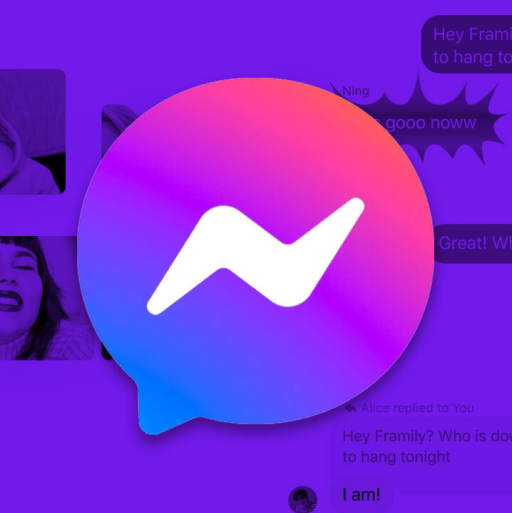 Hey Frami
to hang to
Ning
gooo noww
Great! W
Alice replied to You
Hey Framily? Who is do
to hang tonight
I am!